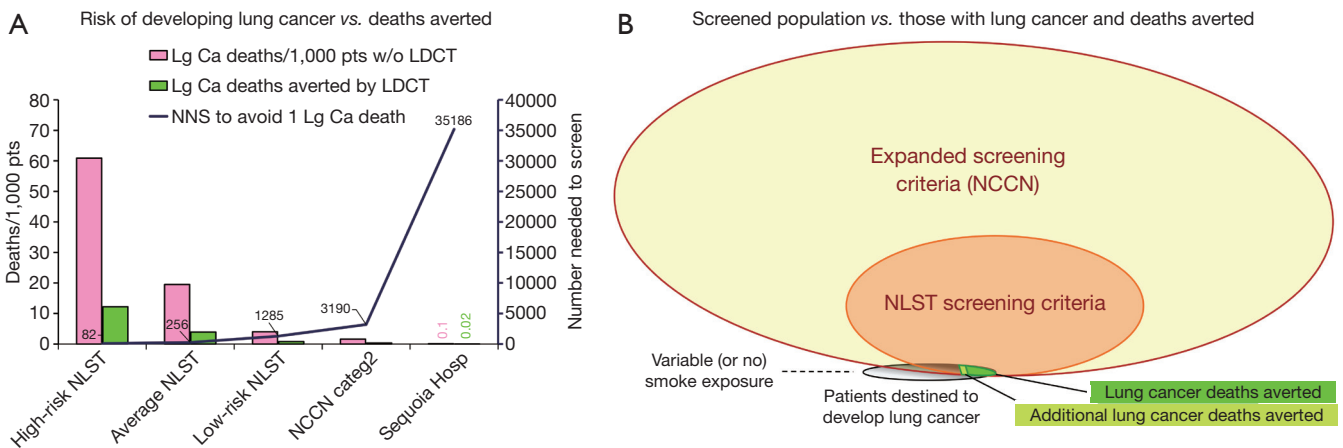 A
Risk of developing lung cancer vs. deaths averted
Lg Ca deaths/1,000 pts w/o LDCT
Lg Ca deaths averted by LDCT
NNS to avoid 1 Lg Ca death
Deaths/1,000 pts
80
70
60
50
40
30
20
10
0
82
256
1285
3190
35186
0.1
0.02
40000
35000
30000
25000
20000
15000
10000
5000
0
Number needed to screen
High-risk NLST
Average NLST
Low-risk NLST
NCCN categ2
Sequoia Hosp
B
Screened population vs. those with lung cancer and deaths averted
Expanded screening
criteria (NCCN)
NLST screening criteria
Variable (or no)
smoke exposure
Patients destined to
develop lung cancer
Lung cancer deaths averted
Additional lung cancer deaths averted